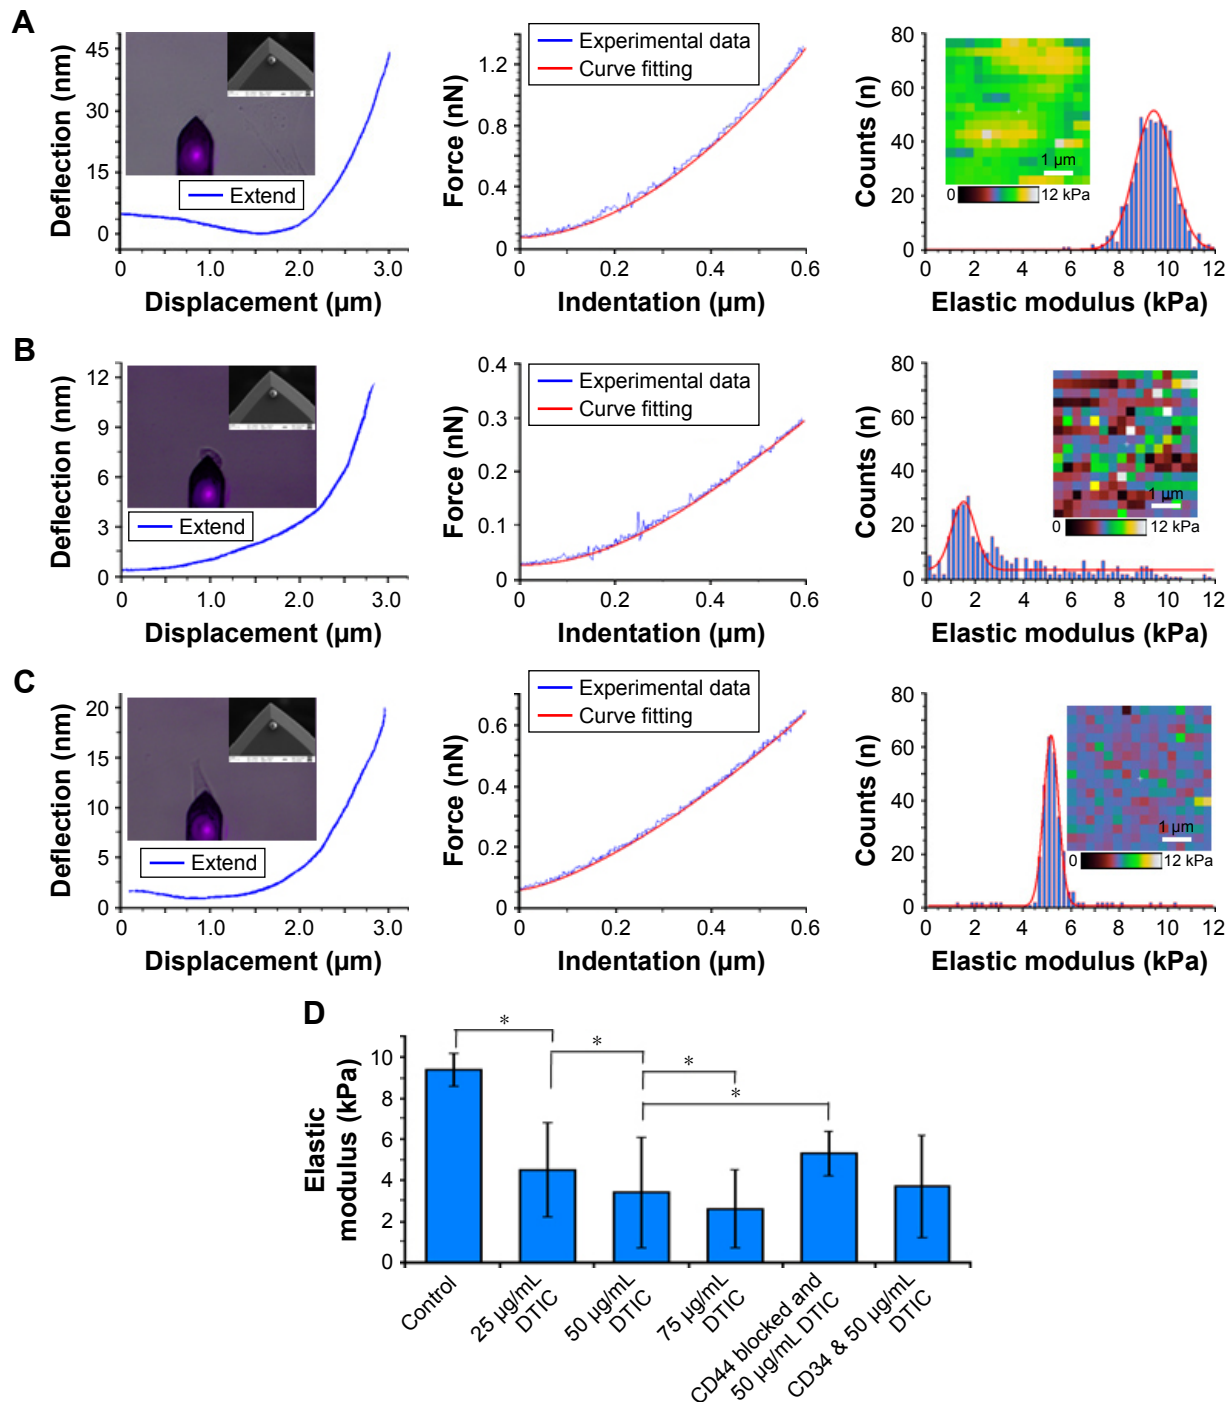 A
Deflection (nm)
45
30
15
0
Extend
0 1.0 2.0 3.0
Displacement (µm)
Force (nN)
1.2
0.8
0.4
0
Experimental data
Curve fitting
0 0.2 0.4 0.6
Indentation (µm)
Counts (n)
80
60
40
20
0
1 µm
0 12 kPa
0 2 4 6 8 10 12
Elastic modulus (kPa)
B
Deflection (nm)
12
9
6
3
0
Extend
0 1.0 2.0 3.0
Displacement (µm)
Force (nN)
0.4
0.3
0.2
0.1
0
Experimental data
Curve fitting
0 0.2 0.4 0.6
Indentation (µm)
Counts (n)
80
60
40
20
0
1 µm
0 12 kPa
0 2 4 6 8 10 12
Elastic modulus (kPa)
C
Deflection (nm)
20
15
10
5
0
Extend
0 1.0 2.0 3.0
Displacement (µm)
Force (nN)
0.6
0.4
0.2
0
Experimental data
Curve fitting
0 0.2 0.4 0.6
Indentation (µm)
Counts (n)
80
60
40
20
0
1 µm
0 12 kPa
0 2 4 6 8 10 12
Elastic modulus (kPa)
D
Elastic
modulus (kPa)
10
8
6
4
2
0
*
*
*
*
Control
25 µg/mL
DTIC
50 µg/mL
DTIC
75 µg/mL
DTIC
CD44 blocked and
50 µg/mL DTIC
CD34 & 50 µg/mL
DTIC